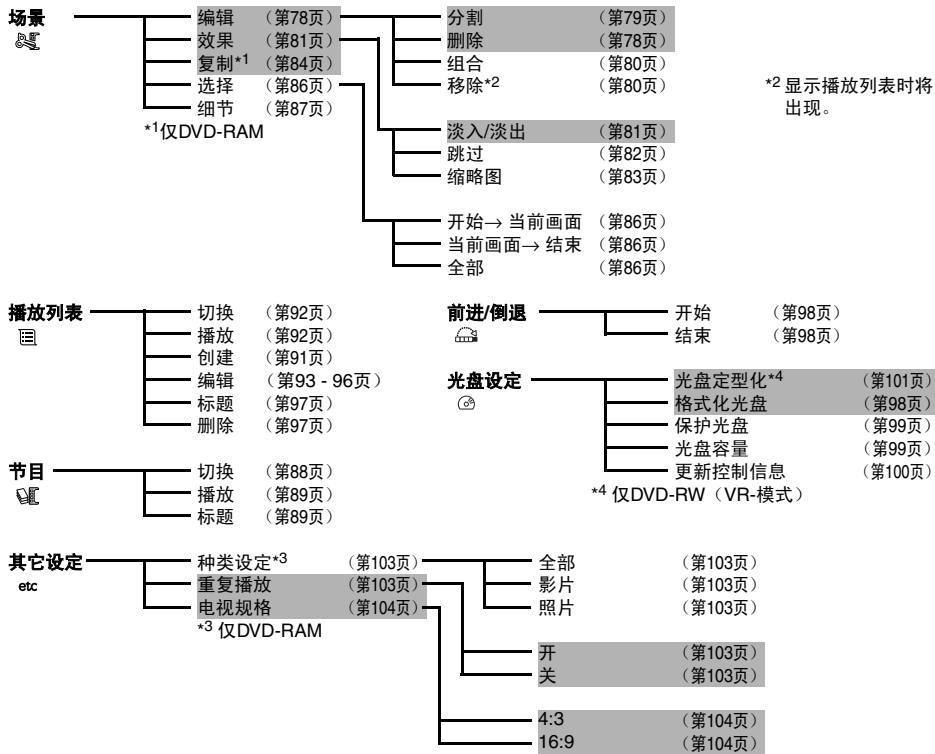 场景
编辑 （第78页）
效果 （第81页）
复制*1 （第84页）
选择 （第86页）
细节 （第87页）
*1仅DVD-RAM
分割 （第79页）
删除 （第78页）
组合 （第80页）
移除*2 （第80页）
*2 显示播放列表时将
出现。
淡入/淡出 （第81页）
跳过 （第82页）
缩略图 （第83页）
开始→ 当前画面 （第86页）
当前画面→ 结束 （第86页）
全部 （第86页）
播放列表
切换 （第92页）
播放 （第92页）
创建 （第91页）
编辑 （第93 - 96页）
标题 （第97页）
删除 （第97页）
前进/倒退
开始 （第98页）
结束 （第98页）
光盘设定
光盘定型化*4 （第101页）
格式化光盘 （第98页）
保护光盘 （第99页）
光盘容量 （第99页）
更新控制信息 （第100页）
*4 仅DVD-RW（VR-模式）
节目
切换 （第88页）
播放 （第89页）
标题 （第89页）
其它设定
etc
种类设定*3 （第103页）
重复播放 （第103页）
电视规格 （第104页）
*3 仅DVD-RAM
全部 （第103页）
影片 （第103页）
照片 （第103页）
开 （第103页）
关 （第103页）
4:3 （第104页）
16:9 （第104页）